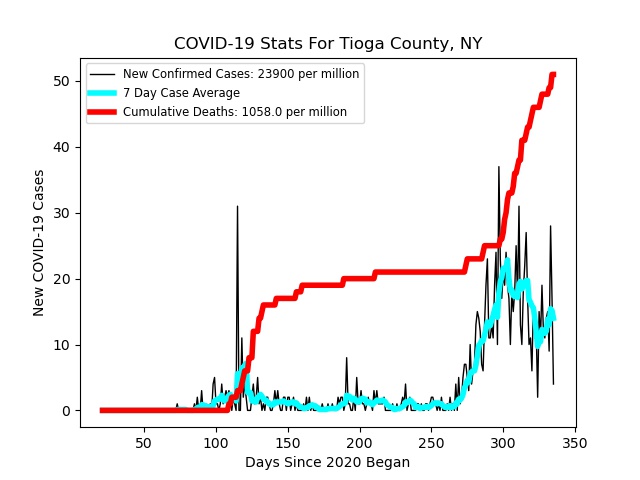 COVID-19 Stats For Tioga County, NY
New Confirmed Cases: 23900 per million
7 Day Case Average
Cumulative Deaths: 1058.0 per million
New COVID-19 Cases
50
40
30
20
10
0
50 100 150 200 250 300 350
Days Since 2020 Began